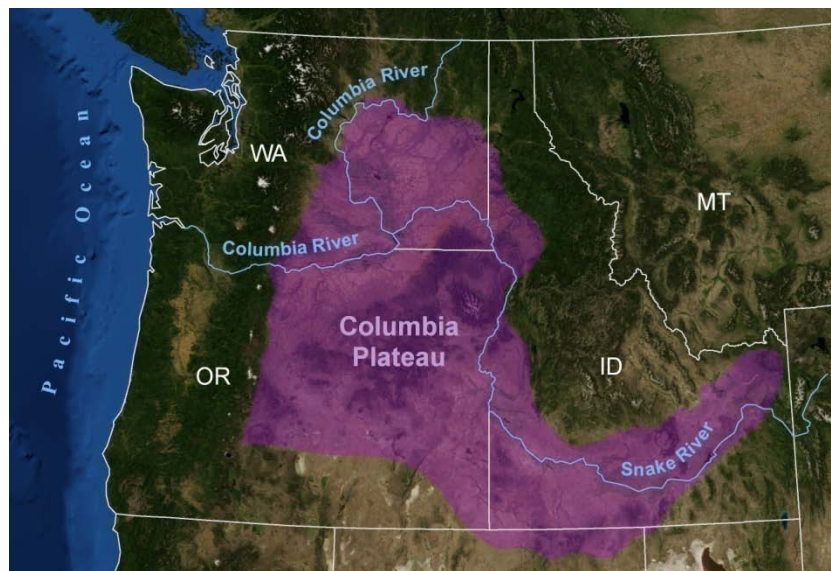 Columbia River
WA
MT
Pacific Ocean
Columbia River
Columbia
Plateau
OR
ID
Snake River